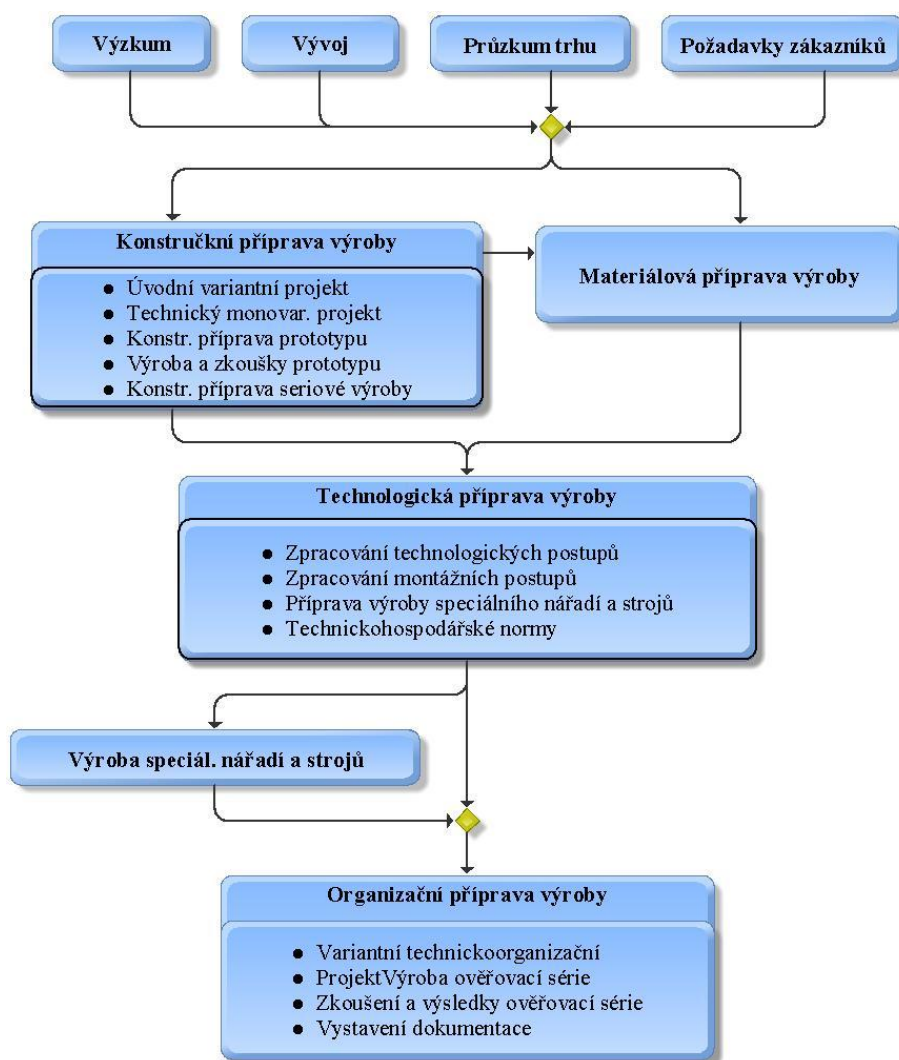 Výzkum
Vývoj
Průzkum trhu
Požadavky zákazníků
Konstručkní příprava výroby
● Úvodní variantní projekt
● Technický monovar. projekt
● Konstr. příprava prototypu
● Výroba a zkoušky prototypu
● Konstr. příprava seriové výroby
Materiálová příprava výroby
Technologická příprava výroby
● Zpracování technologických postupů
● Zpracování montážních postupů
● Příprava výroby speciálního nářadí a strojů
● Technickohospodářské normy
Výroba speciál. nářadí a strojů
Organizační příprava výroby
● Variantní technickoorganizační
● ProjektVýroba ověřovací série
● Zkoušení a výsledky ověřovací série
● Vystavení dokumentace